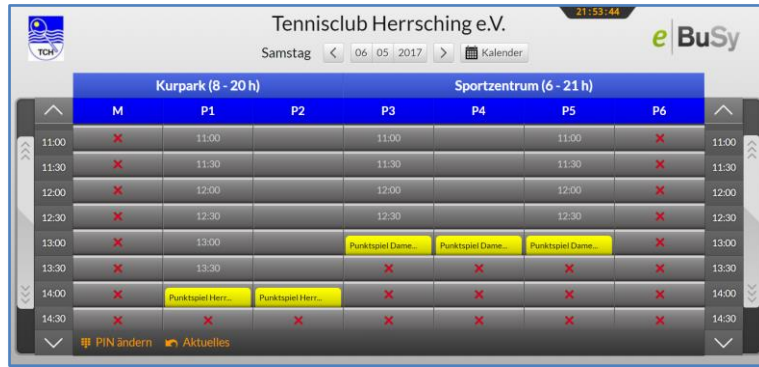 21:53:44
Tennisclub Herrsching e.V.
TCH
Samstag < 06 05 2017 > Kalender
e|BuSy
Kurpark (8 - 20 h) Sportzentrum (6 - 21 h)
M P1 P2 P3 P4 P5 P6
11:00 11:00 11:00 11:00 11:00
11:30 11:30 11:30 11:30 11:30
12:00 12:00 12:00 12:00 12:00
12:30 12:30 12:30 12:30 12:30
13:00 13:00 Punktspiel Dame... Punktspiel Dame... Punktspiel Dame... 13:00
13:30 13:30 13:30
14:00 Punktspiel Herr... Punktspiel Herr... 14:00
14:30 14:30
PIN ändern Aktuelles